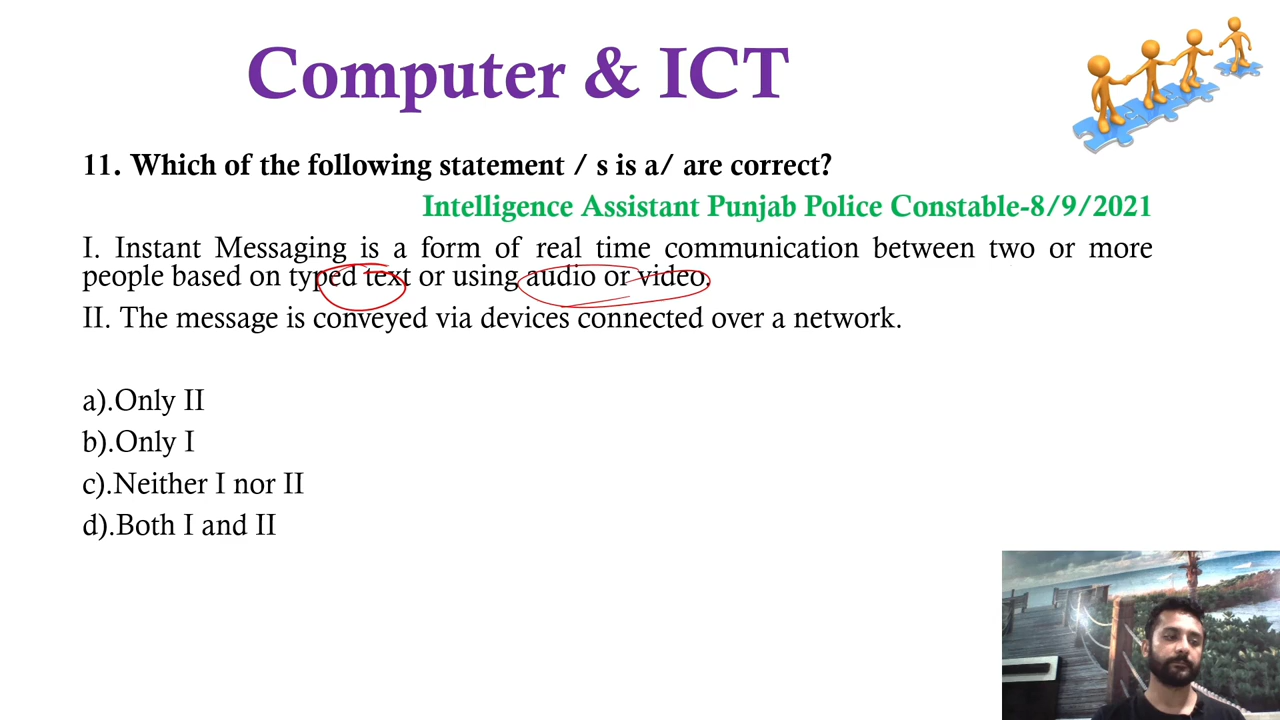 Computer & ICT
11. Which of the following statement / s is a/ are correct?
Intelligence Assistant Punjab Police Constable-8/9/2021
I. Instant Messaging is a form of real time communication between two or more
people based on typed text or using audio or video.
II. The message is conveyed via devices connected over a network.
a).Only II
b).Only I
c).Neither I nor II
d).Both I and II